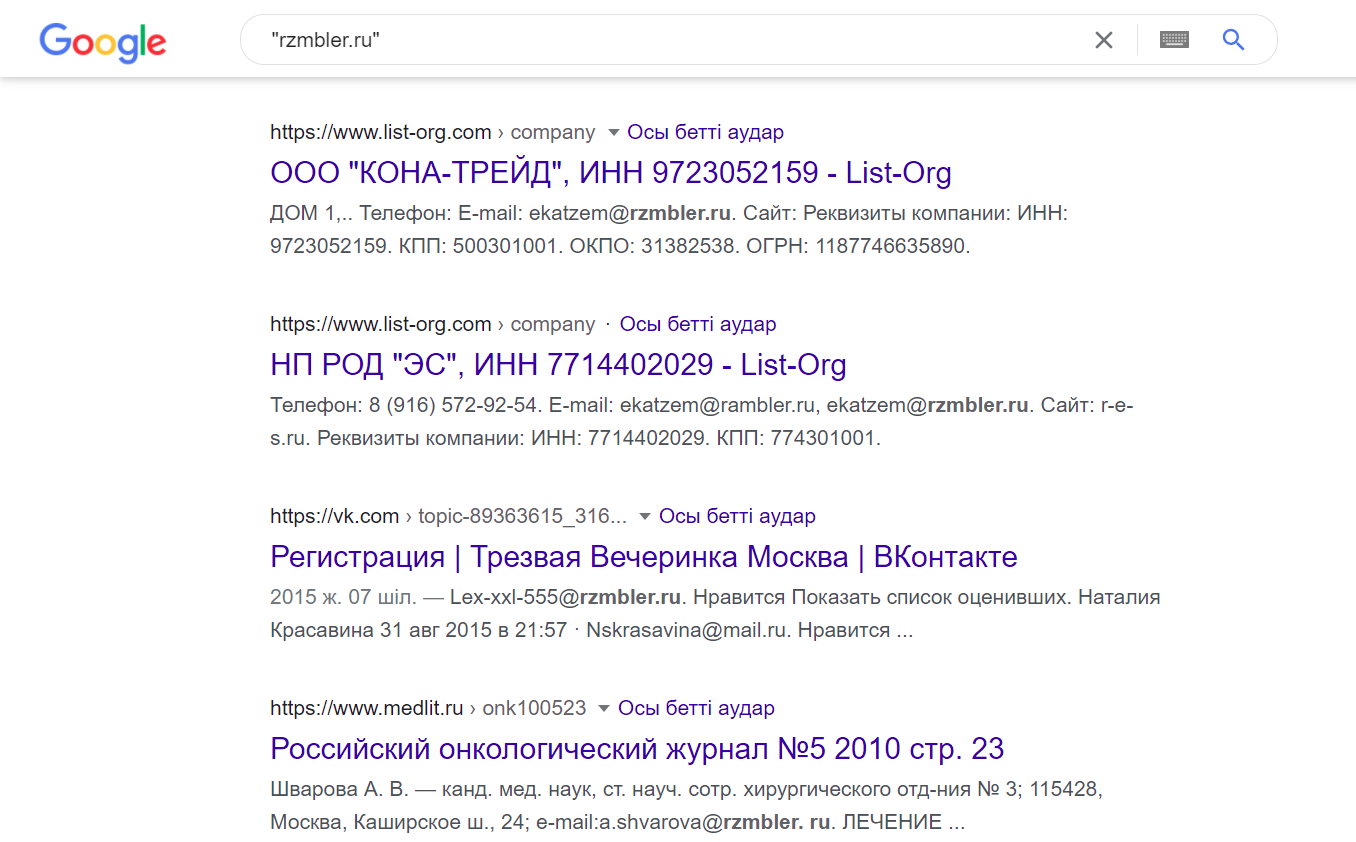 Google
"rzmbler.ru"
https://www.list-org.com › company Осы бетті аудар
ООО "КОНА-ТРЕЙД", ИНН 9723052159 - List-Org
ДОМ 1,.. Телефон: E-mail: ekatzem@rzmbler.ru. Сайт: Реквизиты компании: ИНН:
9723052159. КПП: 500301001. ОКПО: 31382538. ОГРН: 1187746635890.
https://www.list-org.com › company · Осы бетті аудар
НП РОД "ЭС", ИНН 7714402029 - List-Org
Телефон: 8 (916) 572-92-54. E-mail: ekatzem@rambler.ru, ekatzem@rzmbler.ru. Сайт: r-e-
s.ru. Реквизиты компании: ИНН: 7714402029. КПП: 774301001.
https://vk.com › topic-89363615_316... Осы бетті аудар
Регистрация | Трезвая Вечеринка Москва | ВКонтакте
2015 ж. 07 шіл. — Lex-xxl-555@rzmbler.ru. Нравится Показать список оценивших. Наталия
Красавина 31 авг 2015 в 21:57 · Nskrasavina@mail.ru. Нравится ...
https://www.medlit.ru › onk100523 Осы бетті аудар
Российский онкологический журнал №5 2010 стр. 23
Шварова А. В. — канд. мед. наук, ст. науч. сотр. хирургического отд-ния № 3; 115428,
Москва, Каширское ш., 24; e-mail:a.shvarova@rzmbler. ru. ЛЕЧЕНИЕ ...